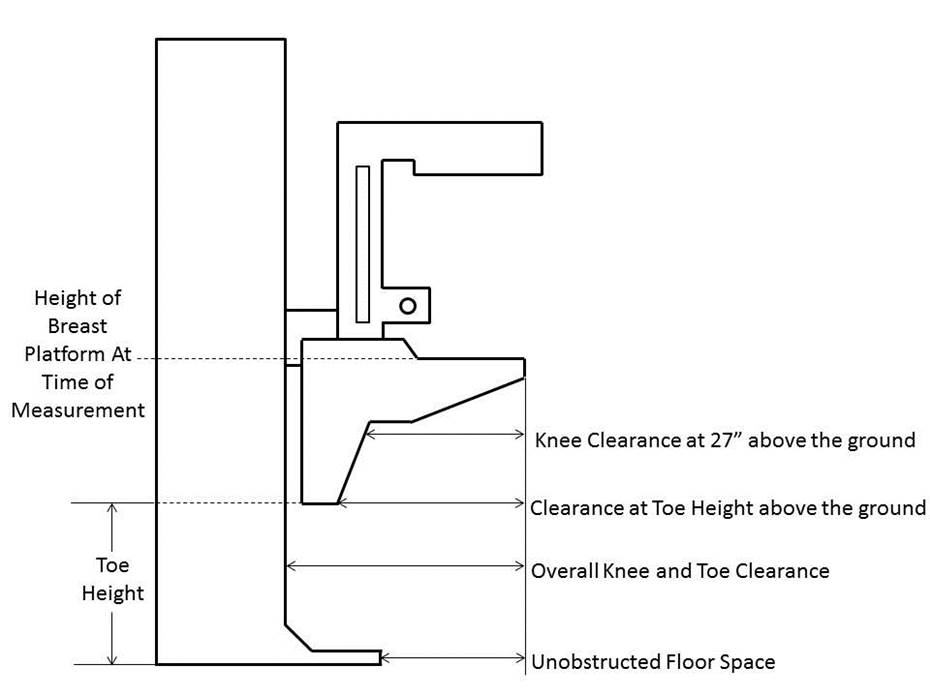 Height of
Breast
Platform At
Time of
Measurement
Knee Clearance at 27” above the ground
Clearance at Toe Height above the ground
Toe
Height
Overall Knee and Toe Clearance
Unobstructed Floor Space